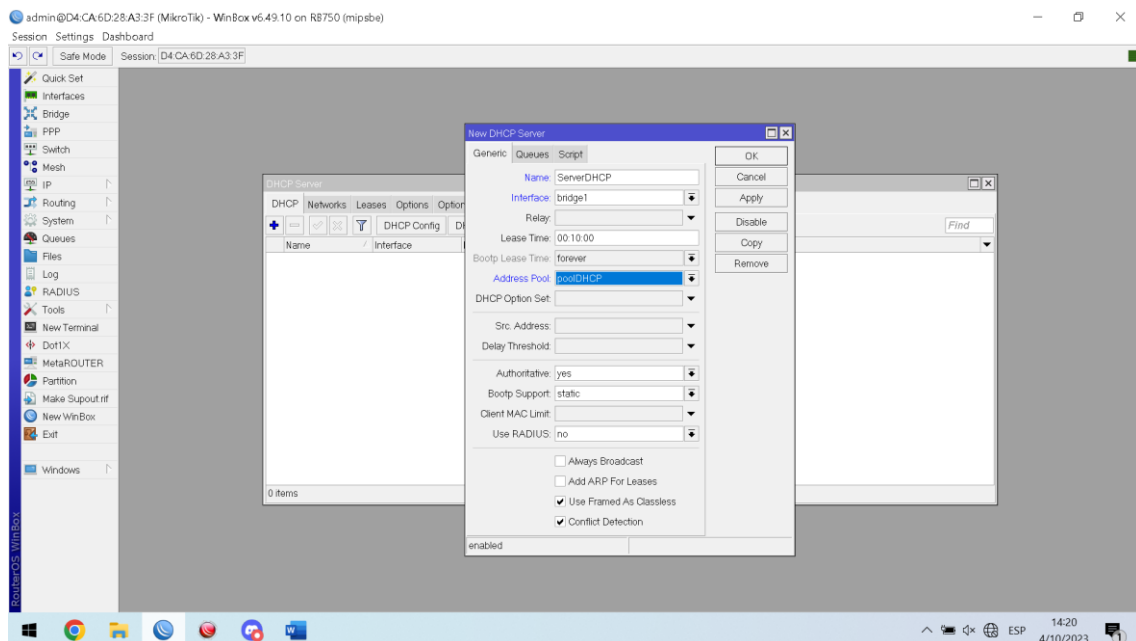 admin@D4:CA:6D:28:A3:3F (MikroTik) - WinBox v6.49.10 on RB750 (mipsbe)
Session Settings Dashboard
Safe Mode Session: D4:CA:6D:28:A3:3F
Quick Set
Interfaces
Bridge
PPP
Switch
Mesh
IP
Routing
System
Queues
Files
Log
RADIUS
Tools
New Terminal
Dot1X
MetaROUTER
Partition
Make Supout.rif
New WinBox
Exit
Windows
RouterOS WinBox
DHCP Server
DHCP Networks Leases Options Option
DHCP Config
Find
Name Interface
0 items
New DHCP Server
Generic Queues Script
Name: ServerDHCP
Interface: bridge1
Relay:
Lease Time: 00:10:00
Bootp Lease Time: forever
Address Pool: poolDHCP
DHCP Option Set:
Src. Address:
Delay Threshold:
Authoritative: yes
Bootp Support: static
Client MAC Limit:
Use RADIUS: no
Always Broadcast
Add ARP For Leases
Use Framed As Classless
Conflict Detection
enabled
OK
Cancel
Apply
Disable
Copy
Remove
ESP
14:20
4/10/2023